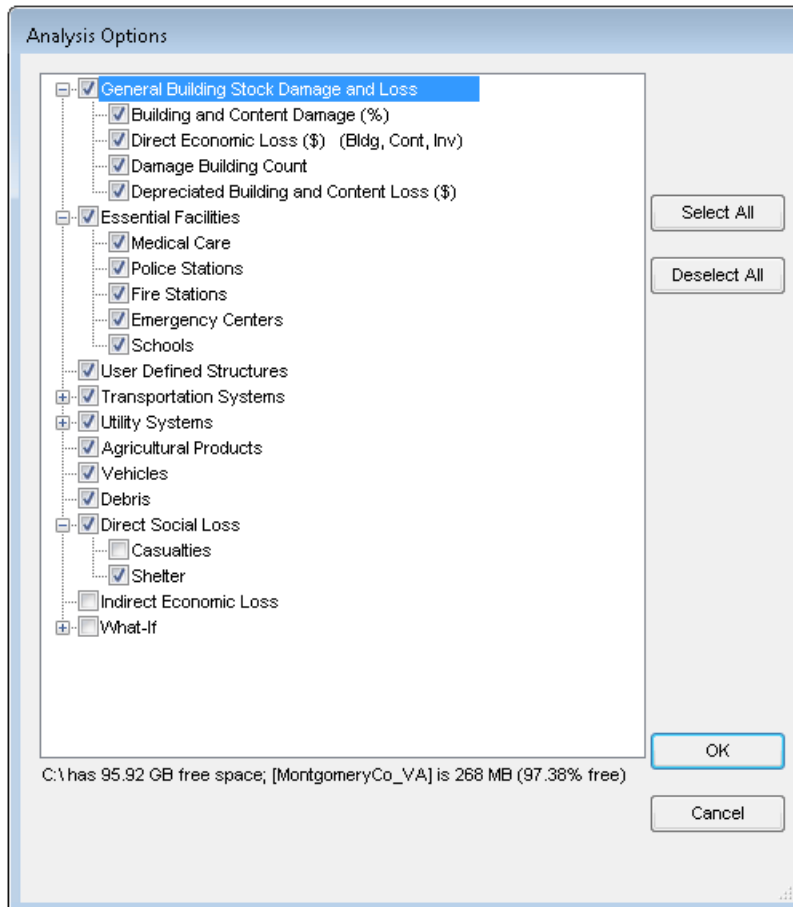 Analysis Options
General Building Stock Damage and Loss
Building and Content Damage (%)
Direct Economic Loss ($) (Bldg, Cont, Inv)
Damage Building Count
Depreciated Building and Content Loss ($)
Essential Facilities
Medical Care
Police Stations
Fire Stations
Emergency Centers
Schools
User Defined Structures
Transportation Systems
Utility Systems
Agricultural Products
Vehicles
Debris
Direct Social Loss
Casualties
Shelter
Indirect Economic Loss
What-If
Select All
Deselect All
OK
C:\ has 95.92 GB free space; [MontgomeryCo_VA] is 268 MB (97.38% free)
Cancel